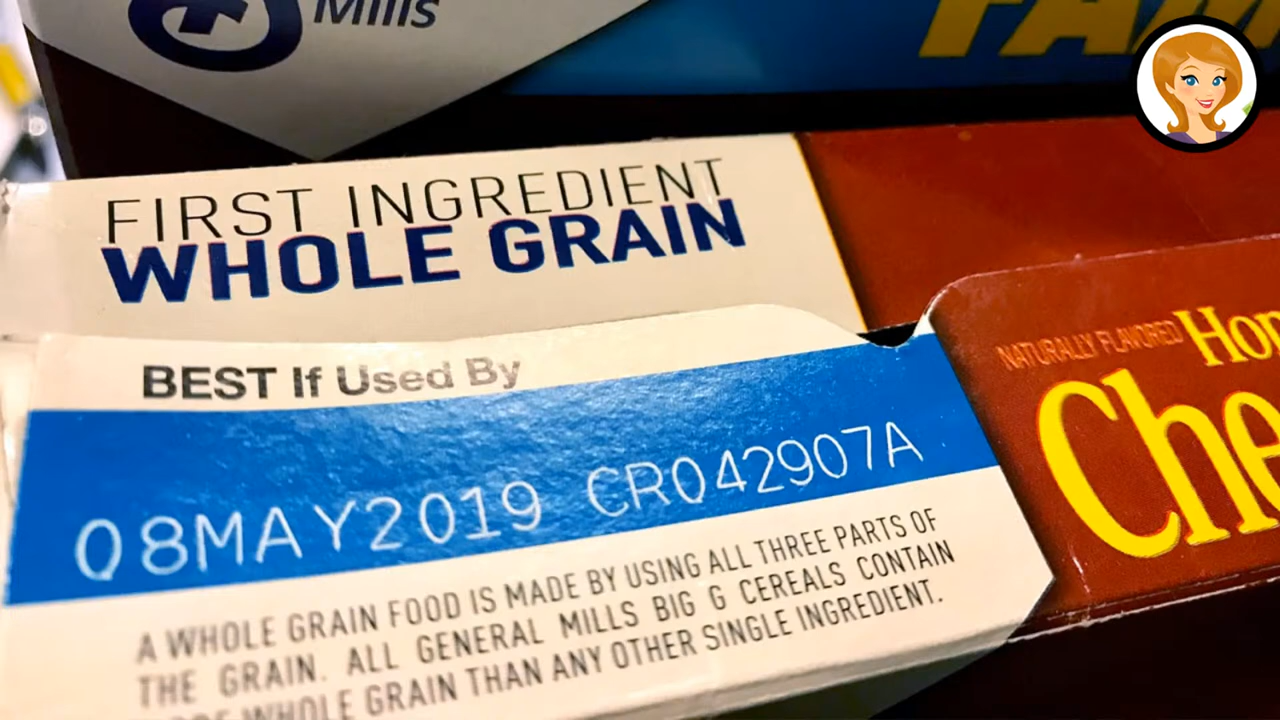 Mills
FAM
FIRST INGREDIENT
WHOLE GRAIN
BEST If Used By
08MAY2019 CR042907A
NATURALLY FLAVORED Hon
Che
A WHOLE GRAIN FOOD IS MADE BY USING ALL THREE PARTS OF
THE GRAIN. ALL GENERAL MILLS BIG G CEREALS CONTAIN
WHOLE GRAIN THAN ANY OTHER SINGLE INGREDIENT.